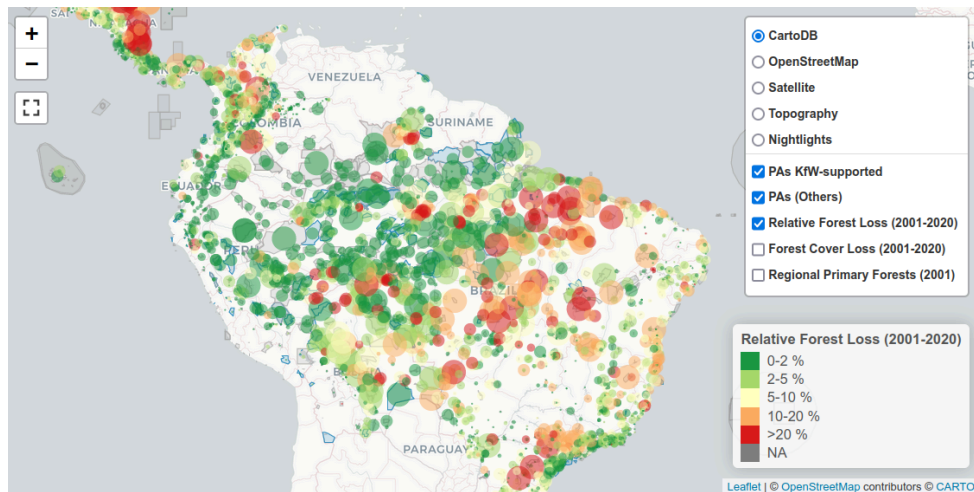 +
−
VENEZUELA
SURINAME
COLOMBIA
ECUADOR
PERU
BRAZIL
BOLIVIA
PARAGUAY
CartoDB
OpenStreetMap
Satellite
Topography
Nightlights
PAs KfW-supported
PAs (Others)
Relative Forest Loss (2001-2020)
Forest Cover Loss (2001-2020)
Regional Primary Forests (2001)
Relative Forest Loss (2001-2020)
0-2 %
2-5 %
5-10 %
10-20 %
>20 %
NA
Leaflet | © OpenStreetMap contributors © CARTO